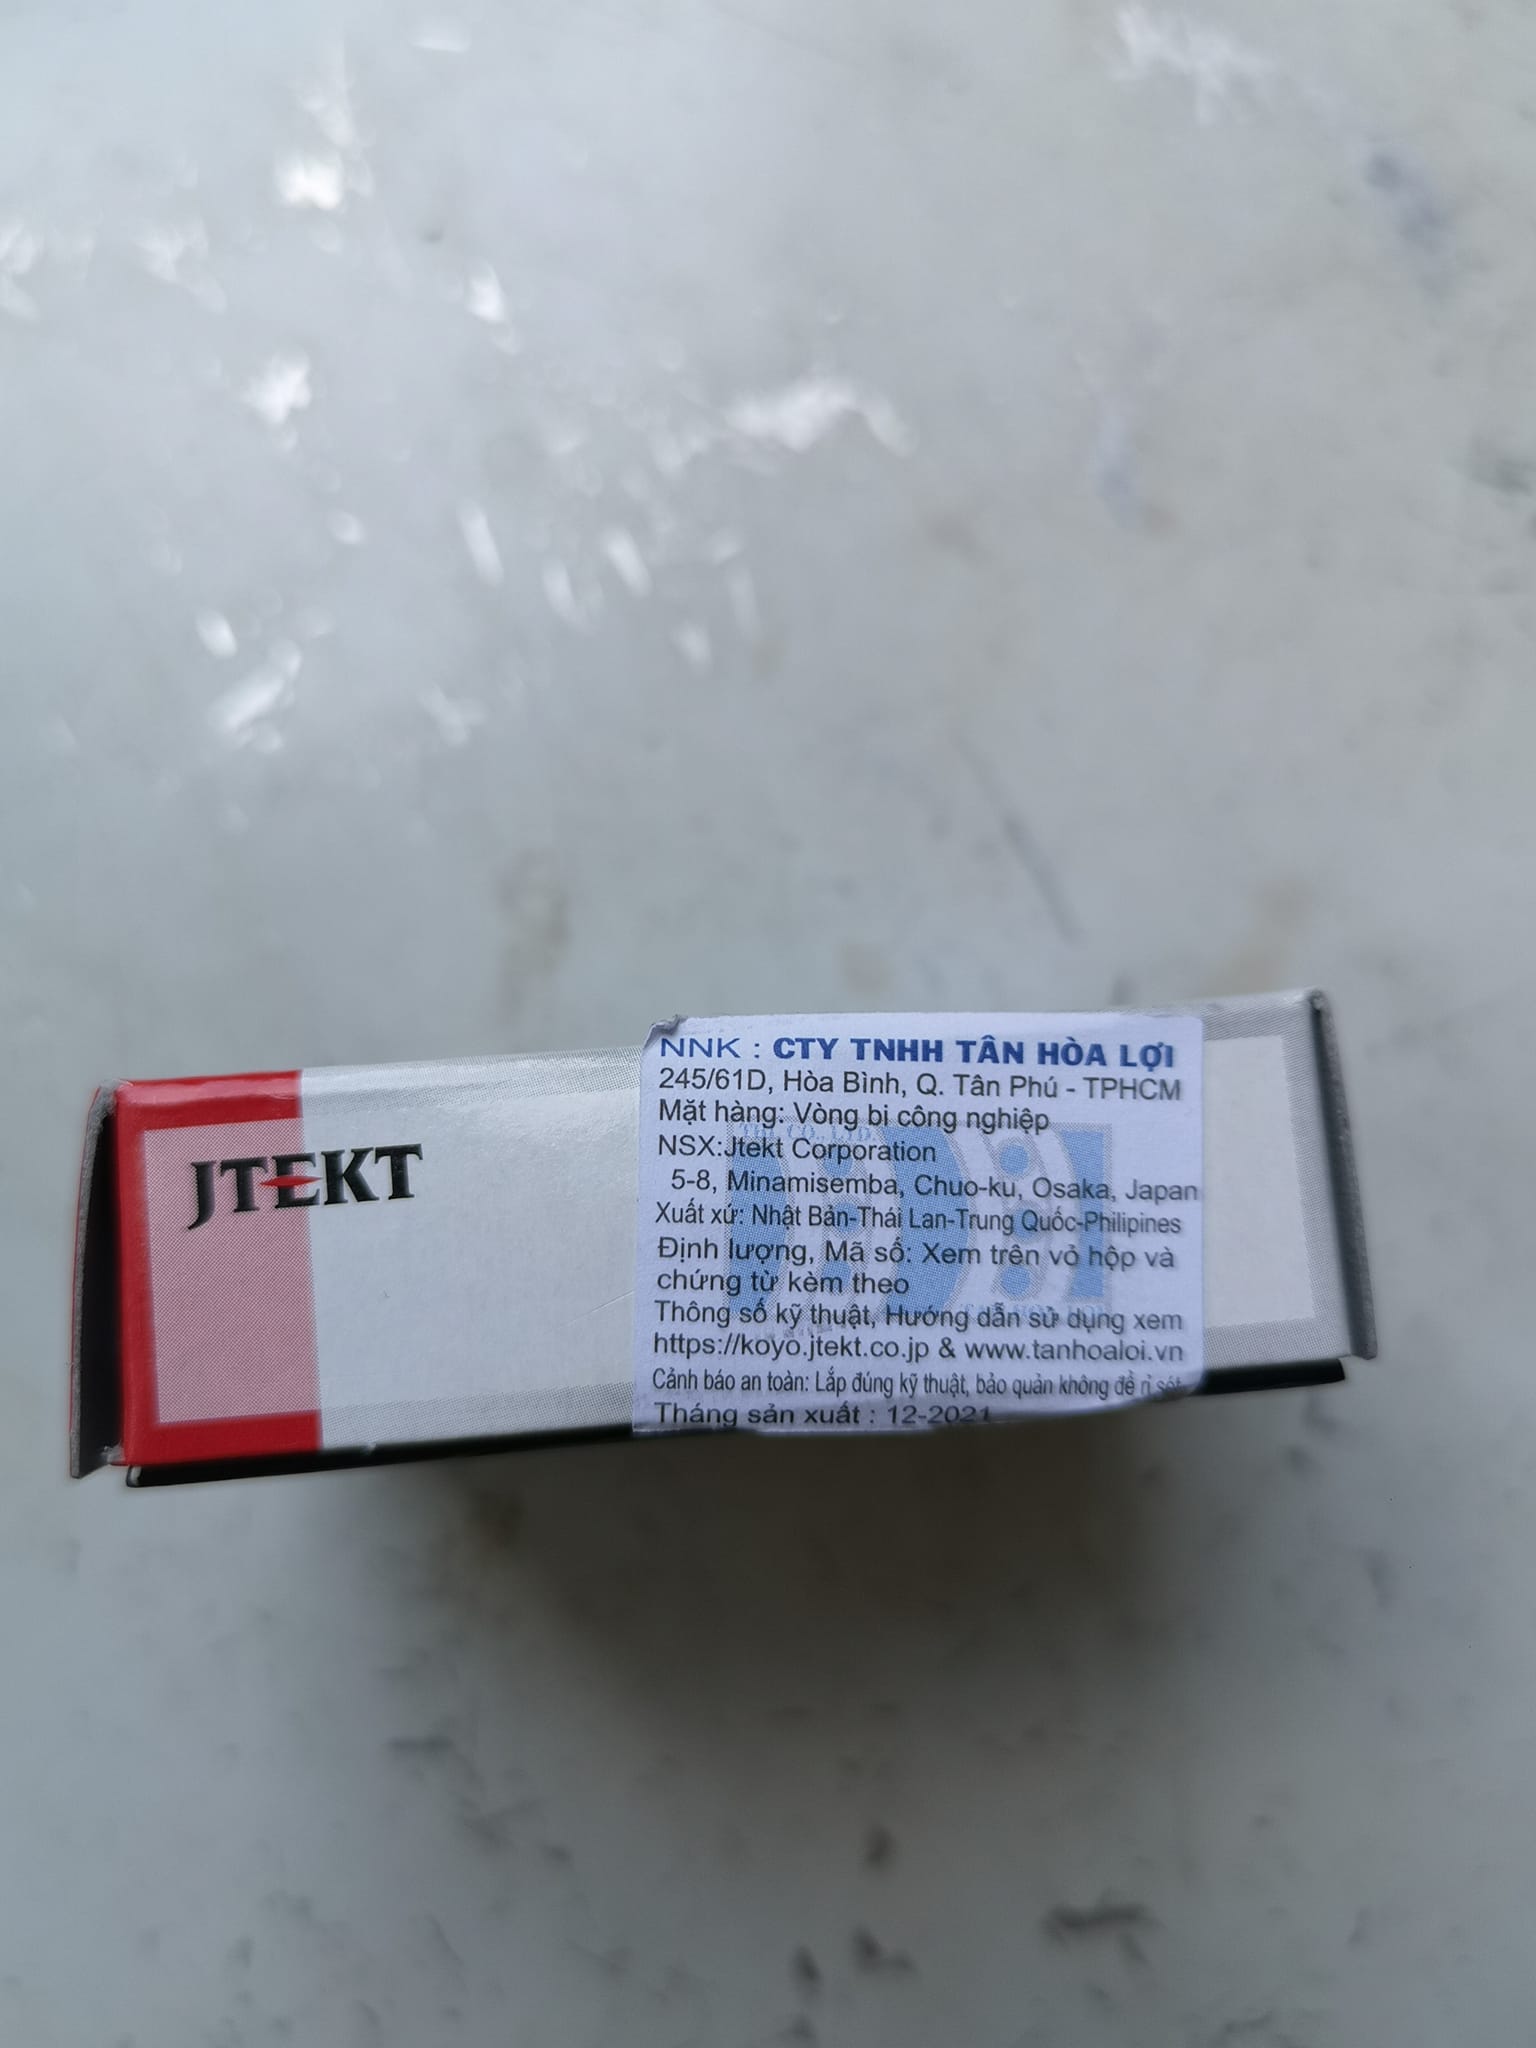 JTEKT
NNK : CTY TNHH TÂN HÒA LỢI
245/61D, Hòa Bình, Q. Tân Phú - TPHCM
Mặt hàng: Vòng bi công nghiệp
NSX:Jtekt Corporation
5-8, Minamisemba, Chuo-ku, Osaka, Japan
Xuất xứ: Nhật Bản-Thái Lan-Trung Quốc-Philipines
Định lượng, Mã số: Xem trên vỏ hộp và
chứng từ kèm theo
Thông số kỹ thuật, Hướng dẫn sử dụng xem
https://koyo.jtekt.co.jp & www.tanhoaloi.vn
Cảnh báo an toàn: Lắp đúng kỹ thuật, bảo quản không để rỉ sét
Tháng sản xuất : 12-2021